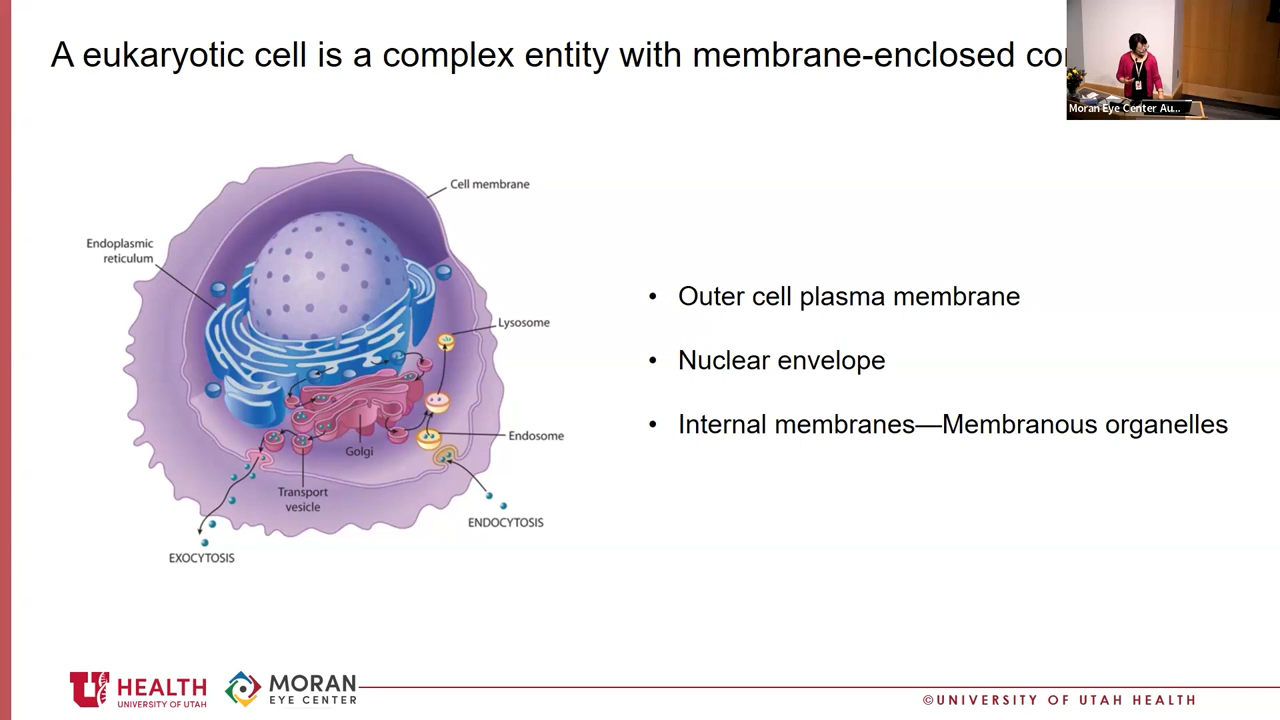 A eukaryotic cell is a complex entity with membrane-enclosed
Moran Eye Center Au...
Cell membrane
Endoplasmic
reticulum
Lysosome
Endosome
Golgi
Transport
vesicle
ENDOCYTOSIS
EXOCYTOSIS
• Outer cell plasma membrane
• Nuclear envelope
• Internal membranes—Membranous organelles
U HEALTH
UNIVERSITY OF UTAH
MORAN
EYE CENTER
©UNIVERSITY OF UTAH HEALTH